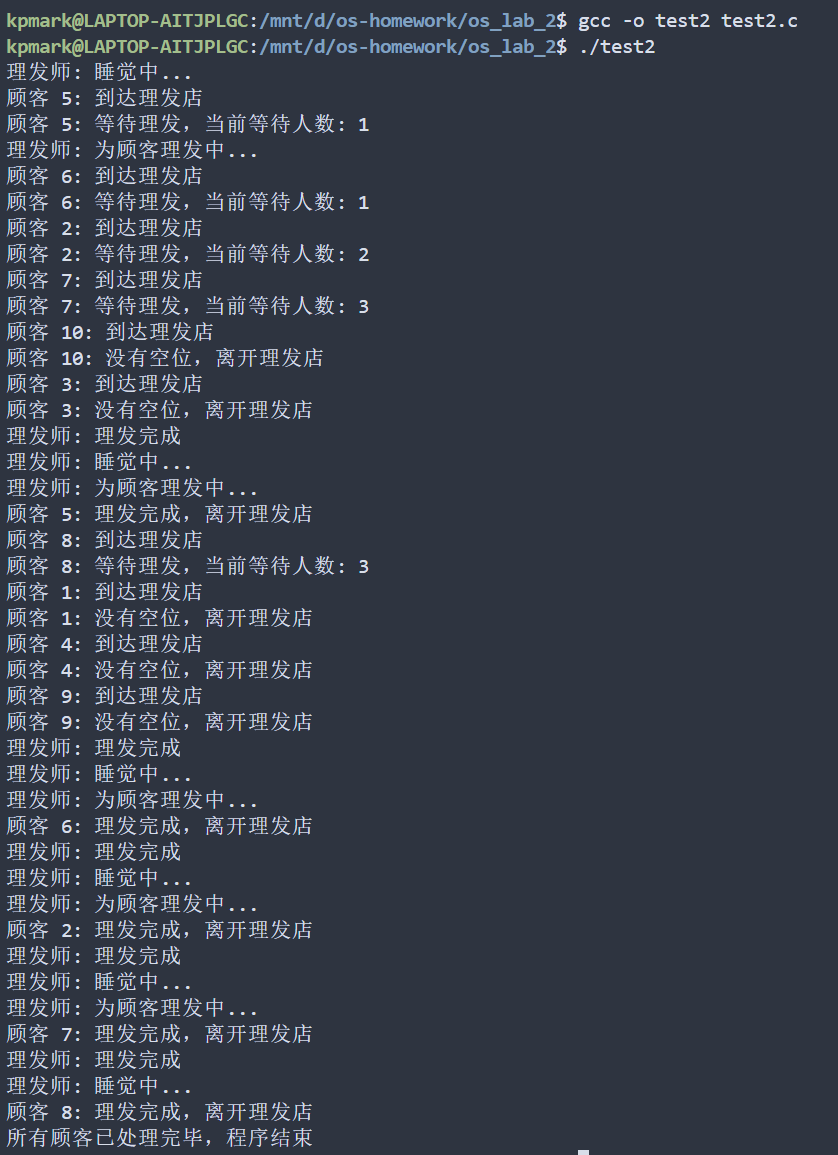 kpmark@LAPTOP-AITJPLGC:/mnt/d/os-homework/os_lab_2$ gcc -o test2 test2.c
kpmark@LAPTOP-AITJPLGC:/mnt/d/os-homework/os_lab_2$ ./test2
理发师: 睡觉中...
顾客 5: 到达理发店
顾客 5: 等待理发，当前等待人数: 1
理发师: 为顾客理发中...
顾客 6: 到达理发店
顾客 6: 等待理发，当前等待人数: 1
顾客 2: 到达理发店
顾客 2: 等待理发，当前等待人数: 2
顾客 7: 到达理发店
顾客 7: 等待理发，当前等待人数: 3
顾客 10: 到达理发店
顾客 10: 没有空位，离开理发店
顾客 3: 到达理发店
顾客 3: 没有空位，离开理发店
理发师: 理发完成
理发师: 睡觉中...
理发师: 为顾客理发中...
顾客 5: 理发完成，离开理发店
顾客 8: 到达理发店
顾客 8: 等待理发，当前等待人数: 3
顾客 1: 到达理发店
顾客 1: 没有空位，离开理发店
顾客 4: 到达理发店
顾客 4: 没有空位，离开理发店
顾客 9: 到达理发店
顾客 9: 没有空位，离开理发店
理发师: 理发完成
理发师: 睡觉中...
理发师: 为顾客理发中...
顾客 6: 理发完成，离开理发店
理发师: 理发完成
理发师: 睡觉中...
理发师: 为顾客理发中...
顾客 2: 理发完成，离开理发店
理发师: 理发完成
理发师: 睡觉中...
理发师: 为顾客理发中...
顾客 7: 理发完成，离开理发店
理发师: 理发完成
理发师: 睡觉中...
顾客 8: 理发完成，离开理发店
所有顾客已处理完毕，程序结束